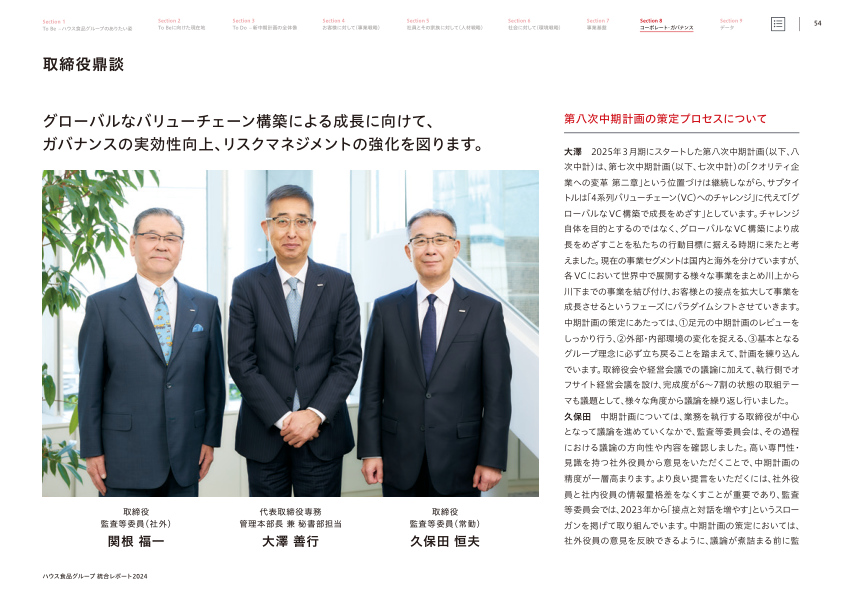 Section 1
To Be －ハウス食品グループのありたい姿
Section 2
To Beに向けた現在地
Section 3
To Do －新中期計画の全体像
Section 4
お客様に対して(事業戦略)
Section 5
社員とその家族に対して(人材戦略)
Section 6
社会に対して(環境戦略)
Section 7
事業基盤
Section 8
コーポレート・ガバナンス
Section 9
データ
54
取締役鼎談
グローバルなバリューチェーン構築による成長に向けて、
ガバナンスの実効性向上、リスクマネジメントの強化を図ります。
取締役
監査等委員（社外）
関根 福一
代表取締役専務
管理本部長 兼 秘書部担当
大澤 善行
取締役
監査等委員（常勤）
久保田 恒夫
第八次中期計画の策定プロセスについて
大澤　2025年3月期にスタートした第八次中期計画（以下、八
次中計）は、第七次中期計画（以下、七次中計）の「クオリティ企
業への変革 第二章」という位置づけは継続しながら、サブタイ
トルは「4系列バリューチェーン（VC）へのチャレンジ」に代えて「グ
ローバルなVC構築で成長をめざす」としています。チャレンジ
自体を目的とするのではなく、グローバルなVC構築により成
長をめざすことを私たちの行動目標に据える時期に来たと考
えました。現在の事業セグメントは国内と海外を分けていますが、
各VCにおいて世界中で展開する様々な事業をまとめ川上から
川下までの事業を結び付け、お客様との接点を拡大して事業を
成長させるというフェーズにパラダイムシフトさせていきます。
中期計画の策定にあたっては、①足元の中期計画のレビューを
しっかり行う、②外部・内部環境の変化を捉える、③基本となる
グループ理念に必ず立ち戻ることを踏まえて、計画を練り込ん
でいます。取締役会や経営会議での議論に加えて、執行側でオ
フサイト経営会議を設け、完成度が6～7割の状態の取組テー
マも議題として、様々な角度から議論を繰り返し行いました。
久保田　中期計画については、業務を執行する取締役が中心
となって議論を進めていくなかで、監査等委員会は、その過程
における議論の方向性や内容を確認しました。高い専門性・
見識を持つ社外役員から意見をいただくことで、中期計画の
精度が一層高まります。より良い提言をいただくには、社外役
員と社内役員の情報量格差をなくすことが重要であり、監査
等委員会では、2023年から「接点と対話を増やす」というスロー
ガンを掲げて取り組んでいます。中期計画の策定においては、
社外役員の意見を反映できるように、議論が煮詰まる前に監
ハウス食品グループ 統合レポート2024